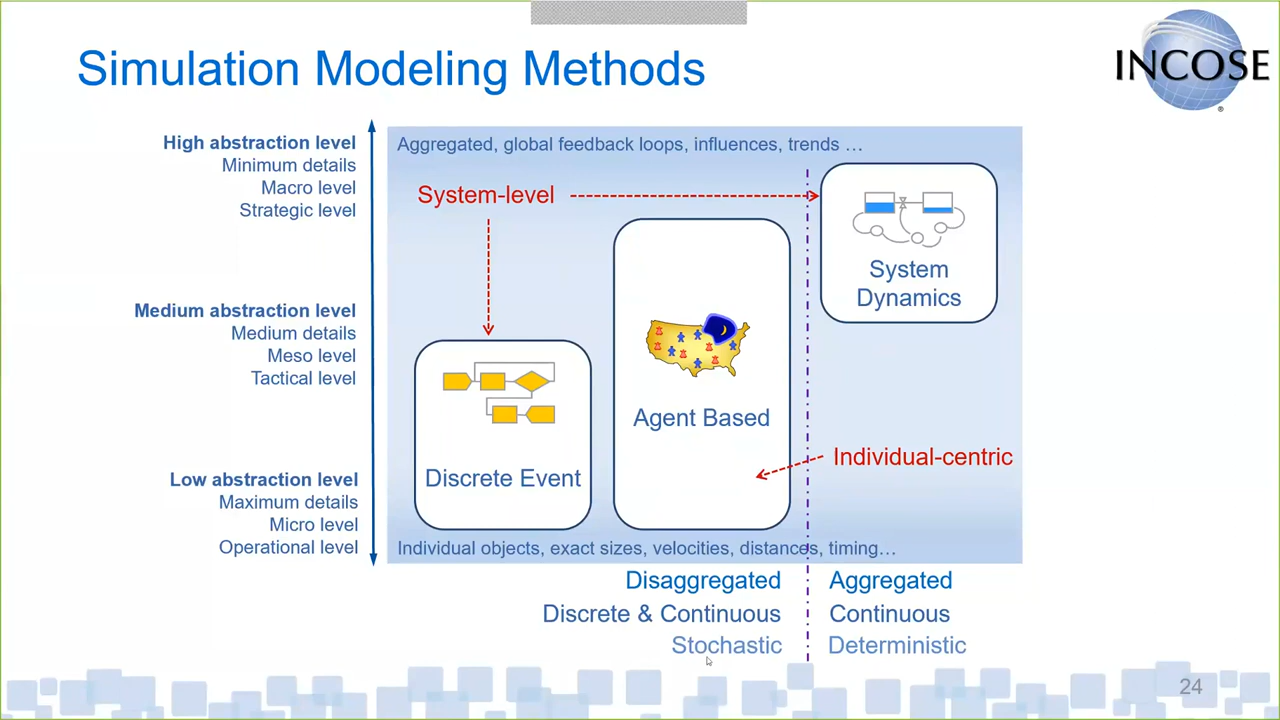 Simulation Modeling Methods
INCOSE
®
High abstraction level
Minimum details
Macro level
Strategic level
Medium abstraction level
Medium details
Meso level
Tactical level
Low abstraction level
Maximum details
Micro level
Operational level
Aggregated, global feedback loops, influences, trends …
System-level
System
Dynamics
Agent Based
Discrete Event
Individual-centric
Individual objects, exact sizes, velocities, distances, timing…
Disaggregated
Aggregated
Discrete & Continuous
Continuous
Stochastic
Deterministic
24